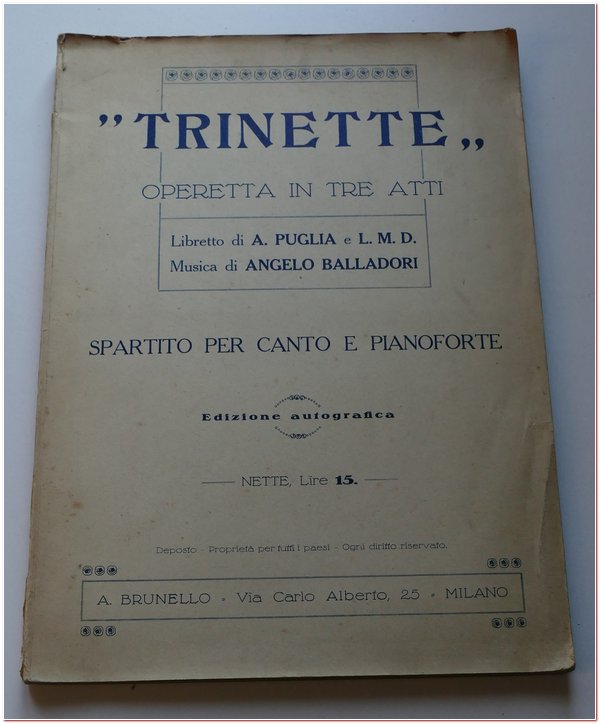 "TRINETTE„
OPERETTA IN TRE ATTI
Libretto di A. PUGLIA e L. M. D.
Musica di ANGELO BALLADORI
SPARTITO PER CANTO E PIANOFORTE
Edizione autografica
NETTE, Lire 15.
Deposto - Proprietà per tutti i paesi - Ogni diritto riservato.
A. BRUNELLO - Via Carlo Alberto, 25 - MILANO